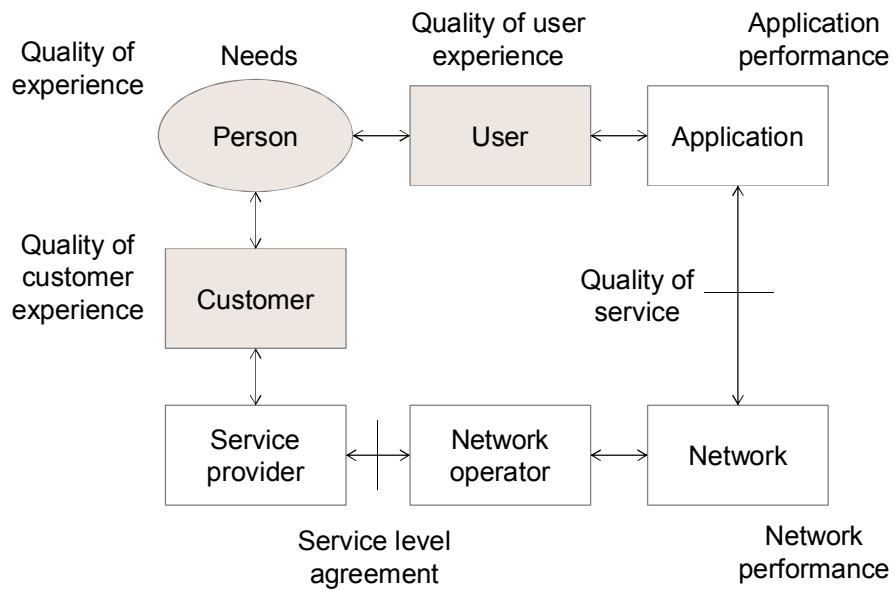 Quality of
experience
Needs
Quality of user
experience
Application
performance
Person
User
Application
Quality of
customer
experience
Customer
Quality of
service
Service
provider
Network
operator
Network
Service level
agreement
Network
performance